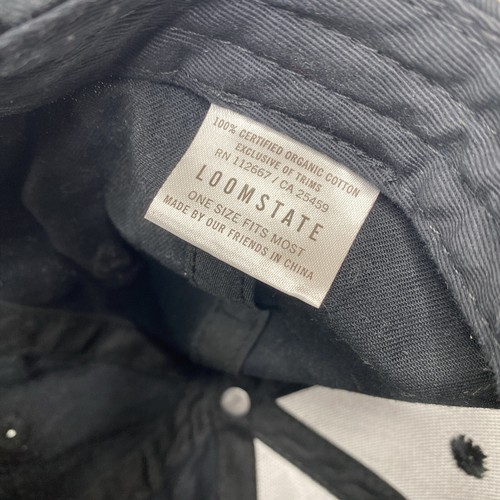 100% CERTIFIED ORGANIC COTTON
EXCLUSIVE OF TRIMS
RN 112667 / CA 25459
LOOMSTATE
ONE SIZE FITS MOST
MADE BY OUR FRIENDS IN CHINA